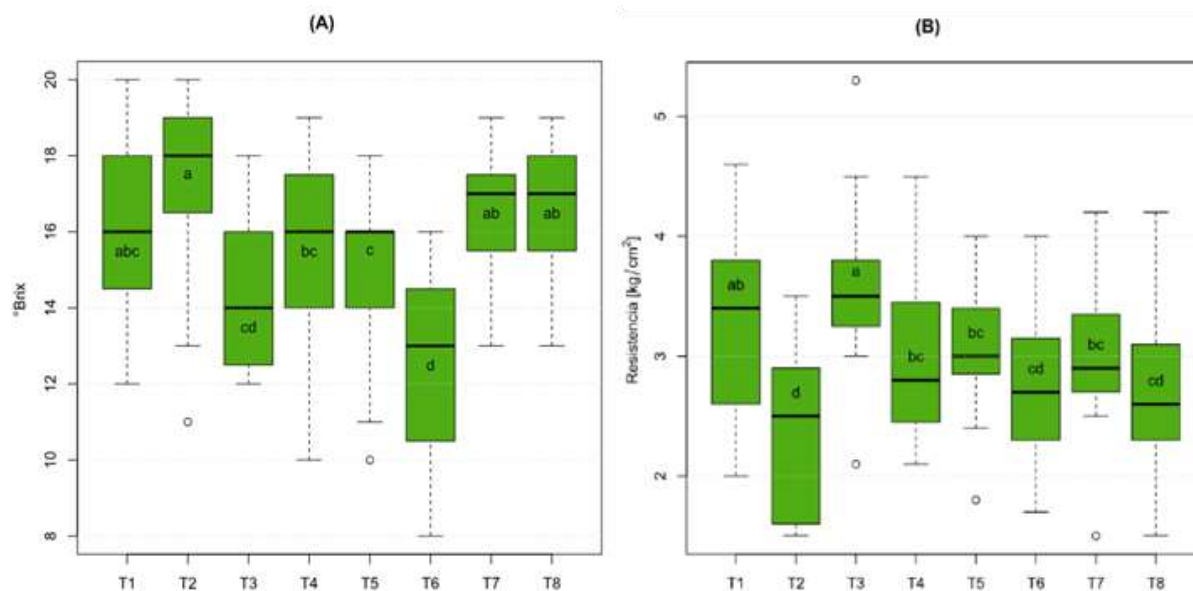 (A)
20
18
16
14
12
10
8
°Brix
abc
a
cd
bc
c
d
ab
ab
T1 T2 T3 T4 T5 T6 T7 T8
(B)
5
4
3
2
Resistencia [kg/cm²]
ab
d
a
bc
bc
cd
bc
cd
T1 T2 T3 T4 T5 T6 T7 T8